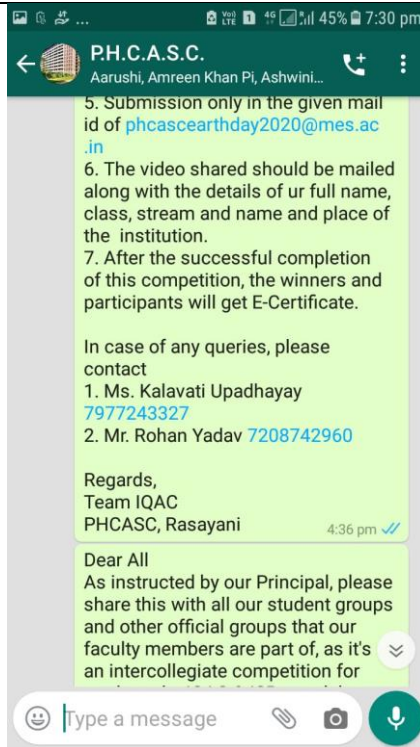 ... Vo) LTE 1 4G 45% 7:30 pm
P.H.C.A.S.C.
Aarushi, Amreen Khan Pi, Ashwini...
5. Submission only in the given mail
id of phcascearthday2020@mes.ac
.in
6. The video shared should be mailed
along with the details of ur full name,
class, stream and name and place of
the institution.
7. After the successful completion
of this competition, the winners and
participants will get E-Certificate.
In case of any queries, please
contact
1. Ms. Kalavati Upadhayay
7977243327
2. Mr. Rohan Yadav 7208742960
Regards,
Team IQAC
PHCASC, Rasayani
4:36 pm
Dear All
As instructed by our Principal, please
share this with all our student groups
and other official groups that our
faculty members are part of, as it's
an intercollegiate competition for
Type a message